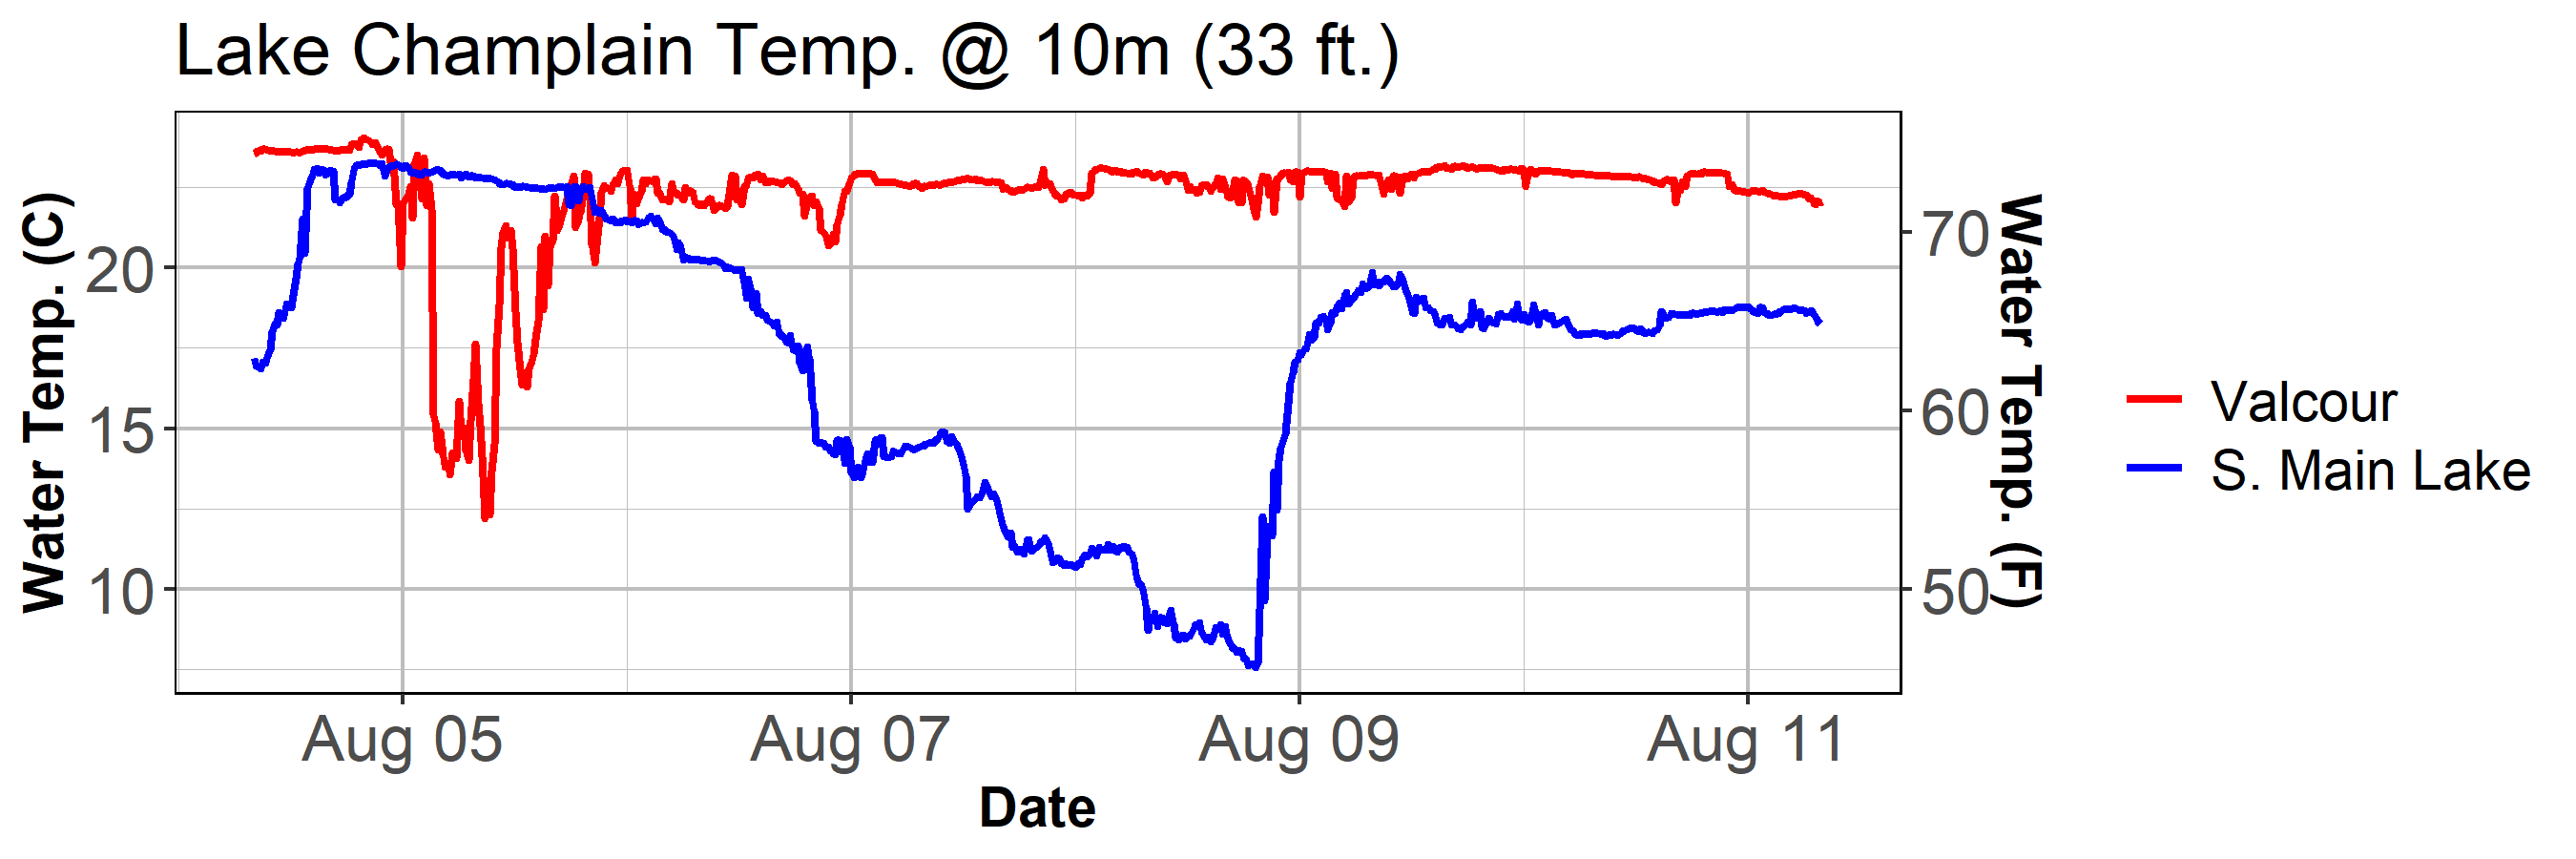 Lake Champlain Temp. @ 10m (33 ft.)
Water Temp. (C)
20
15
10
70
60
50
Water Temp. (F)
Aug 05
Aug 07
Aug 09
Aug 11
Date
Valcour
S. Main Lake